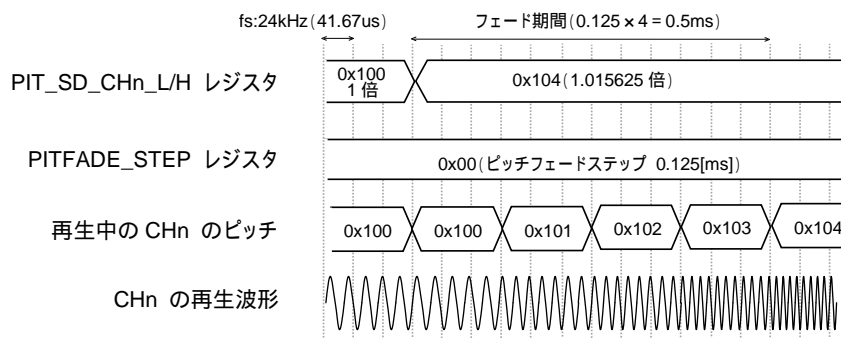 fs:24kHz(41.67us)
フェード期間(0.125 × 4 = 0.5ms)
PIT_SD_CHn_L/H レジスタ
0x100
1 倍
0x104(1.015625 倍)
PITFADE_STEP レジスタ
0x00(ピッチフェードステップ 0.125[ms])
再生中の CHn のピッチ
0x100
0x100
0x101
0x102
0x103
0x104
CHn の再生波形